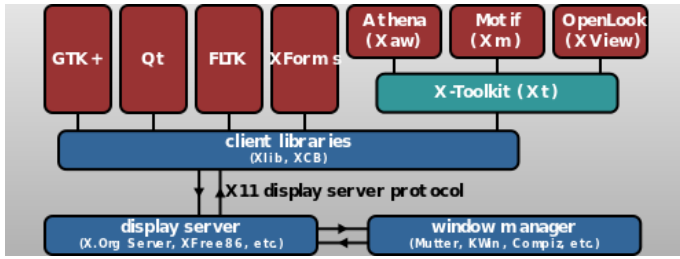 GTK+
Qt
FLTK
XForms
Athena
(Xaw)
Motif
(Xm)
OpenLook
(XView)
X-Toolkit (Xt)
client libraries
(Xlib, XCB)
X11 display server protocol
display server
(X.Org Server, XFree86, etc.)
window manager
(Mutter, KWin, Compiz, etc.)